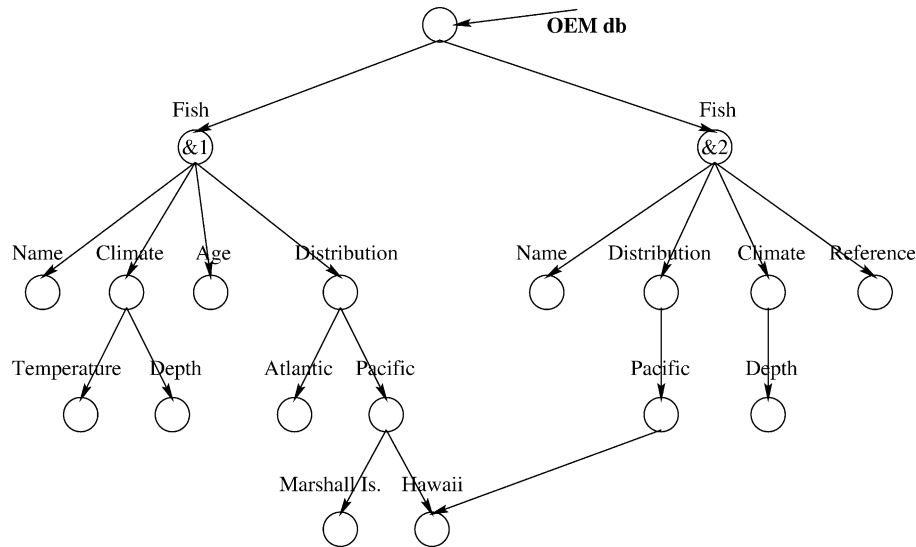 OEM db
Fish Fish
&1 &2
Name Climate Age Distribution Name Distribution Climate Reference
Temperature Depth Atlantic Pacific Pacific Depth
Marshall Is. Hawaii